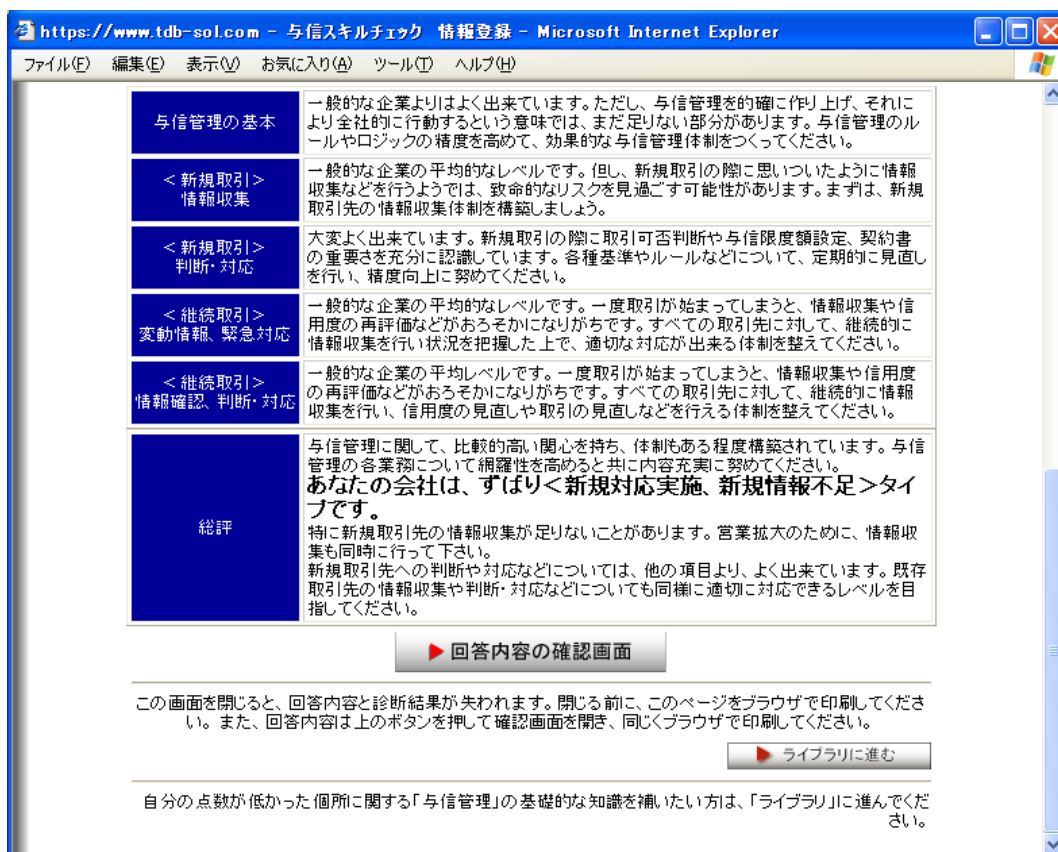 https://www.tdb-sol.com - 与信スキルチェック 情報登録 - Microsoft Internet Explorer
ファイル(F) 編集(E) 表示(V) お気に入り(A) ツール(T) ヘルプ(H)
与信管理の基本
一般的な企業よりはよく出来ています。ただし、与信管理を的確に作り上げ、それに
より全社的に行動するという意味では、まだ足りない部分があります。与信管理のル
ールやロジックの精度を高めて、効果的な与信管理体制をつくってください。
＜新規取引＞
情報収集
一般的な企業の平均的なレベルです。但し、新規取引の際に思いついたように情報
収集などを行うようでは、致命的なリスクを見過ごす可能性があります。まずは、新規
取引先の情報収集体制を構築しましょう。
＜新規取引＞
判断・対応
大変よく出来ています。新規取引の際に取引可否判断や与信限度額設定、契約書
の重要さを充分に認識しています。各種基準やルールなどについて、定期的に見直し
を行い、精度向上に努めてください。
＜継続取引＞
変動情報、緊急対応
一般的な企業の平均的なレベルです。一度取引が始まってしまうと、情報収集や信
用度の再評価などがおろそかになりがちです。すべての取引先に対して、継続的に
情報収集を行い状況を把握した上で、適切な対応が出来る体制を整えてください。
＜継続取引＞
情報確認、判断・対応
一般的な企業の平均レベルです。一度取引が始まってしまうと、情報収集や信用度
の再評価などがおろそかになりがちです。すべての取引先に対して、継続的に情報
収集を行い、信用度の見直しや取引の見直しなどを行える体制を整えてください。
総評
与信管理に関して、比較的高い関心を持ち、体制もある程度構築されています。与信
管理の各業務について網羅性を高めると共に内容充実に努めてください。
あなたの会社は、ずばり＜新規対応実施、新規情報不足＞タイ
プです。
特に新規取引先の情報収集が足りないことがあります。営業拡大のために、情報収
集も同時に行って下さい。
新規取引先への判断や対応などについては、他の項目より、よく出来ています。既存
取引先の情報収集や判断・対応などについても同様に適切に対応できるレベルを目
指してください。
回答内容の確認画面
この画面を閉じると、回答内容と診断結果が失われます。閉じる前に、このページをブラウザで印刷してくださ
い。また、回答内容は上のボタンを押して確認画面を開き、同じくブラウザで印刷してください。
ライブラリに進む
自分の点数が低かった個所に関する「与信管理」の基礎的な知識を補いたい方は、「ライブラリ」に進んでくだ
さい。